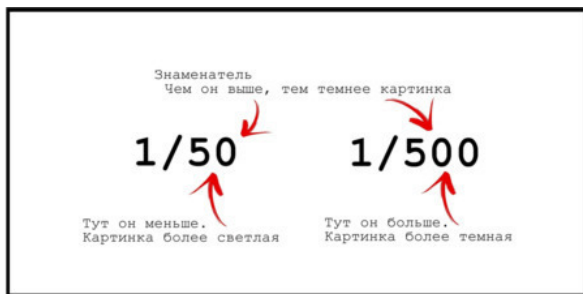 Знаменатель
Чем он выше, тем темнее картинка
1/50
1/500
Тут он меньше.
Картинка более светлая
Тут он больше.
Картинка более темная